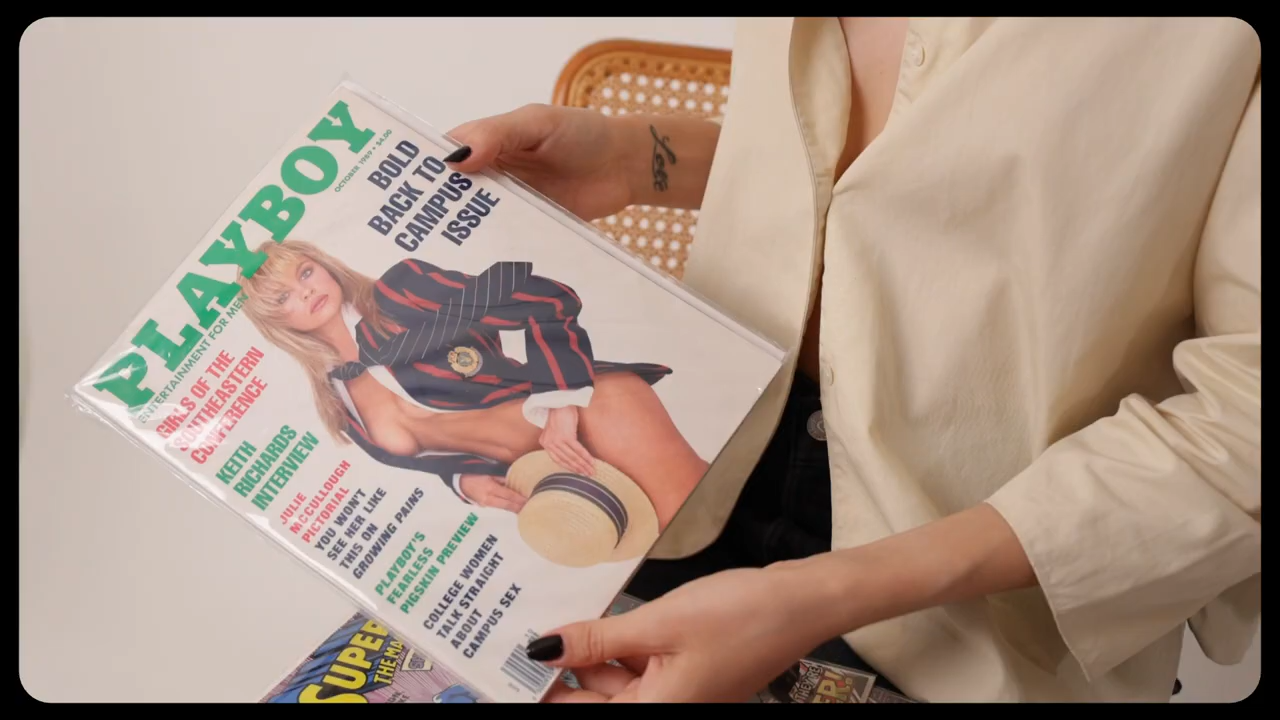 PLAYBOY
OCTOBER 1989 • $4.00
ENTERTAINMENT FOR MEN
BOLD
BACK TO
CAMPUS
ISSUE
GIRLS OF THE
SOUTHEASTERN
CONFERENCE
KEITH
RICHARDS
INTERVIEW
JULIE
McCULLOUGH
PICTORIAL
YOU WON'T
SEE HER LIKE
THIS ON
GROWING PAINS
PLAYBOY'S
FEARLESS
PIGSKIN PREVIEW
COLLEGE WOMEN
TALK STRAIGHT
ABOUT
CAMPUS SEX
Love
SUPER
THE MA